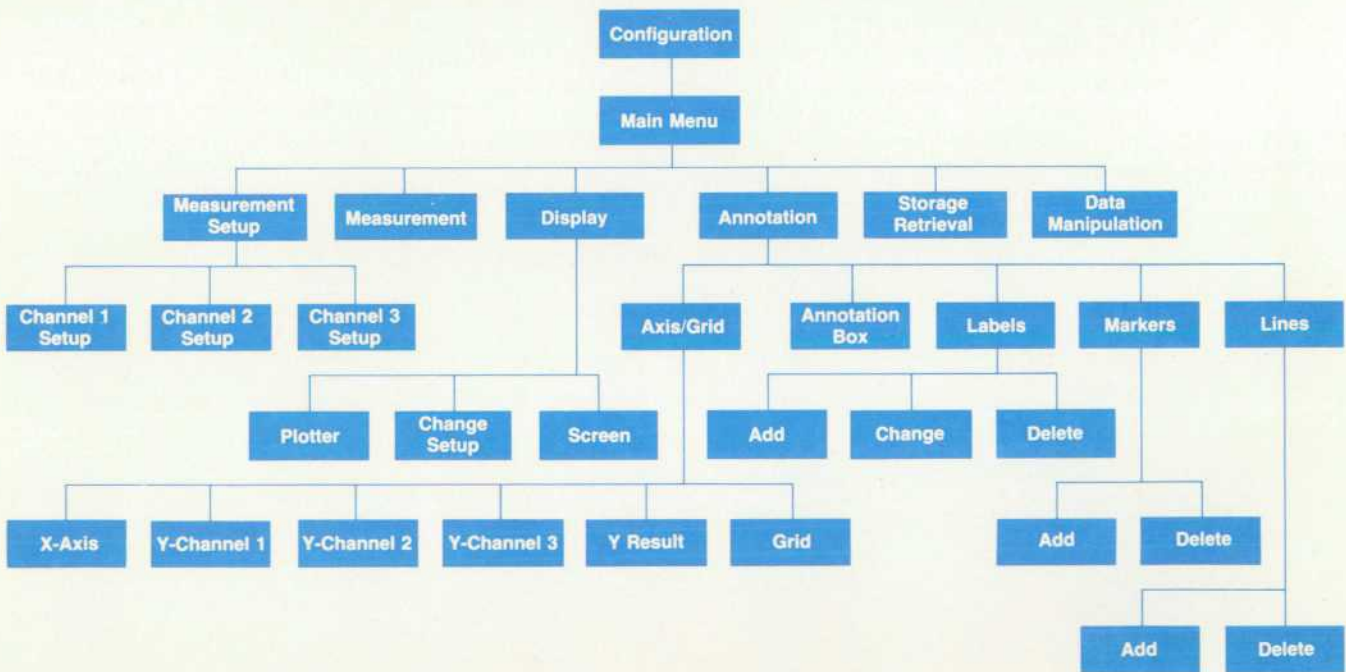 Configuration
Main Menu
Measurement
Setup
Measurement
Display
Annotation
Storage
Retrieval
Data
Manipulation
Channel 1
Setup
Channel 2
Setup
Channel 3
Setup
Axis/Grid
Annotation
Box
Labels
Markers
Lines
Plotter
Change
Setup
Screen
Add
Change
Delete
X-Axis
Y-Channel 1
Y-Channel 2
Y-Channel 3
Y Result
Grid
Add
Delete
Add
Delete